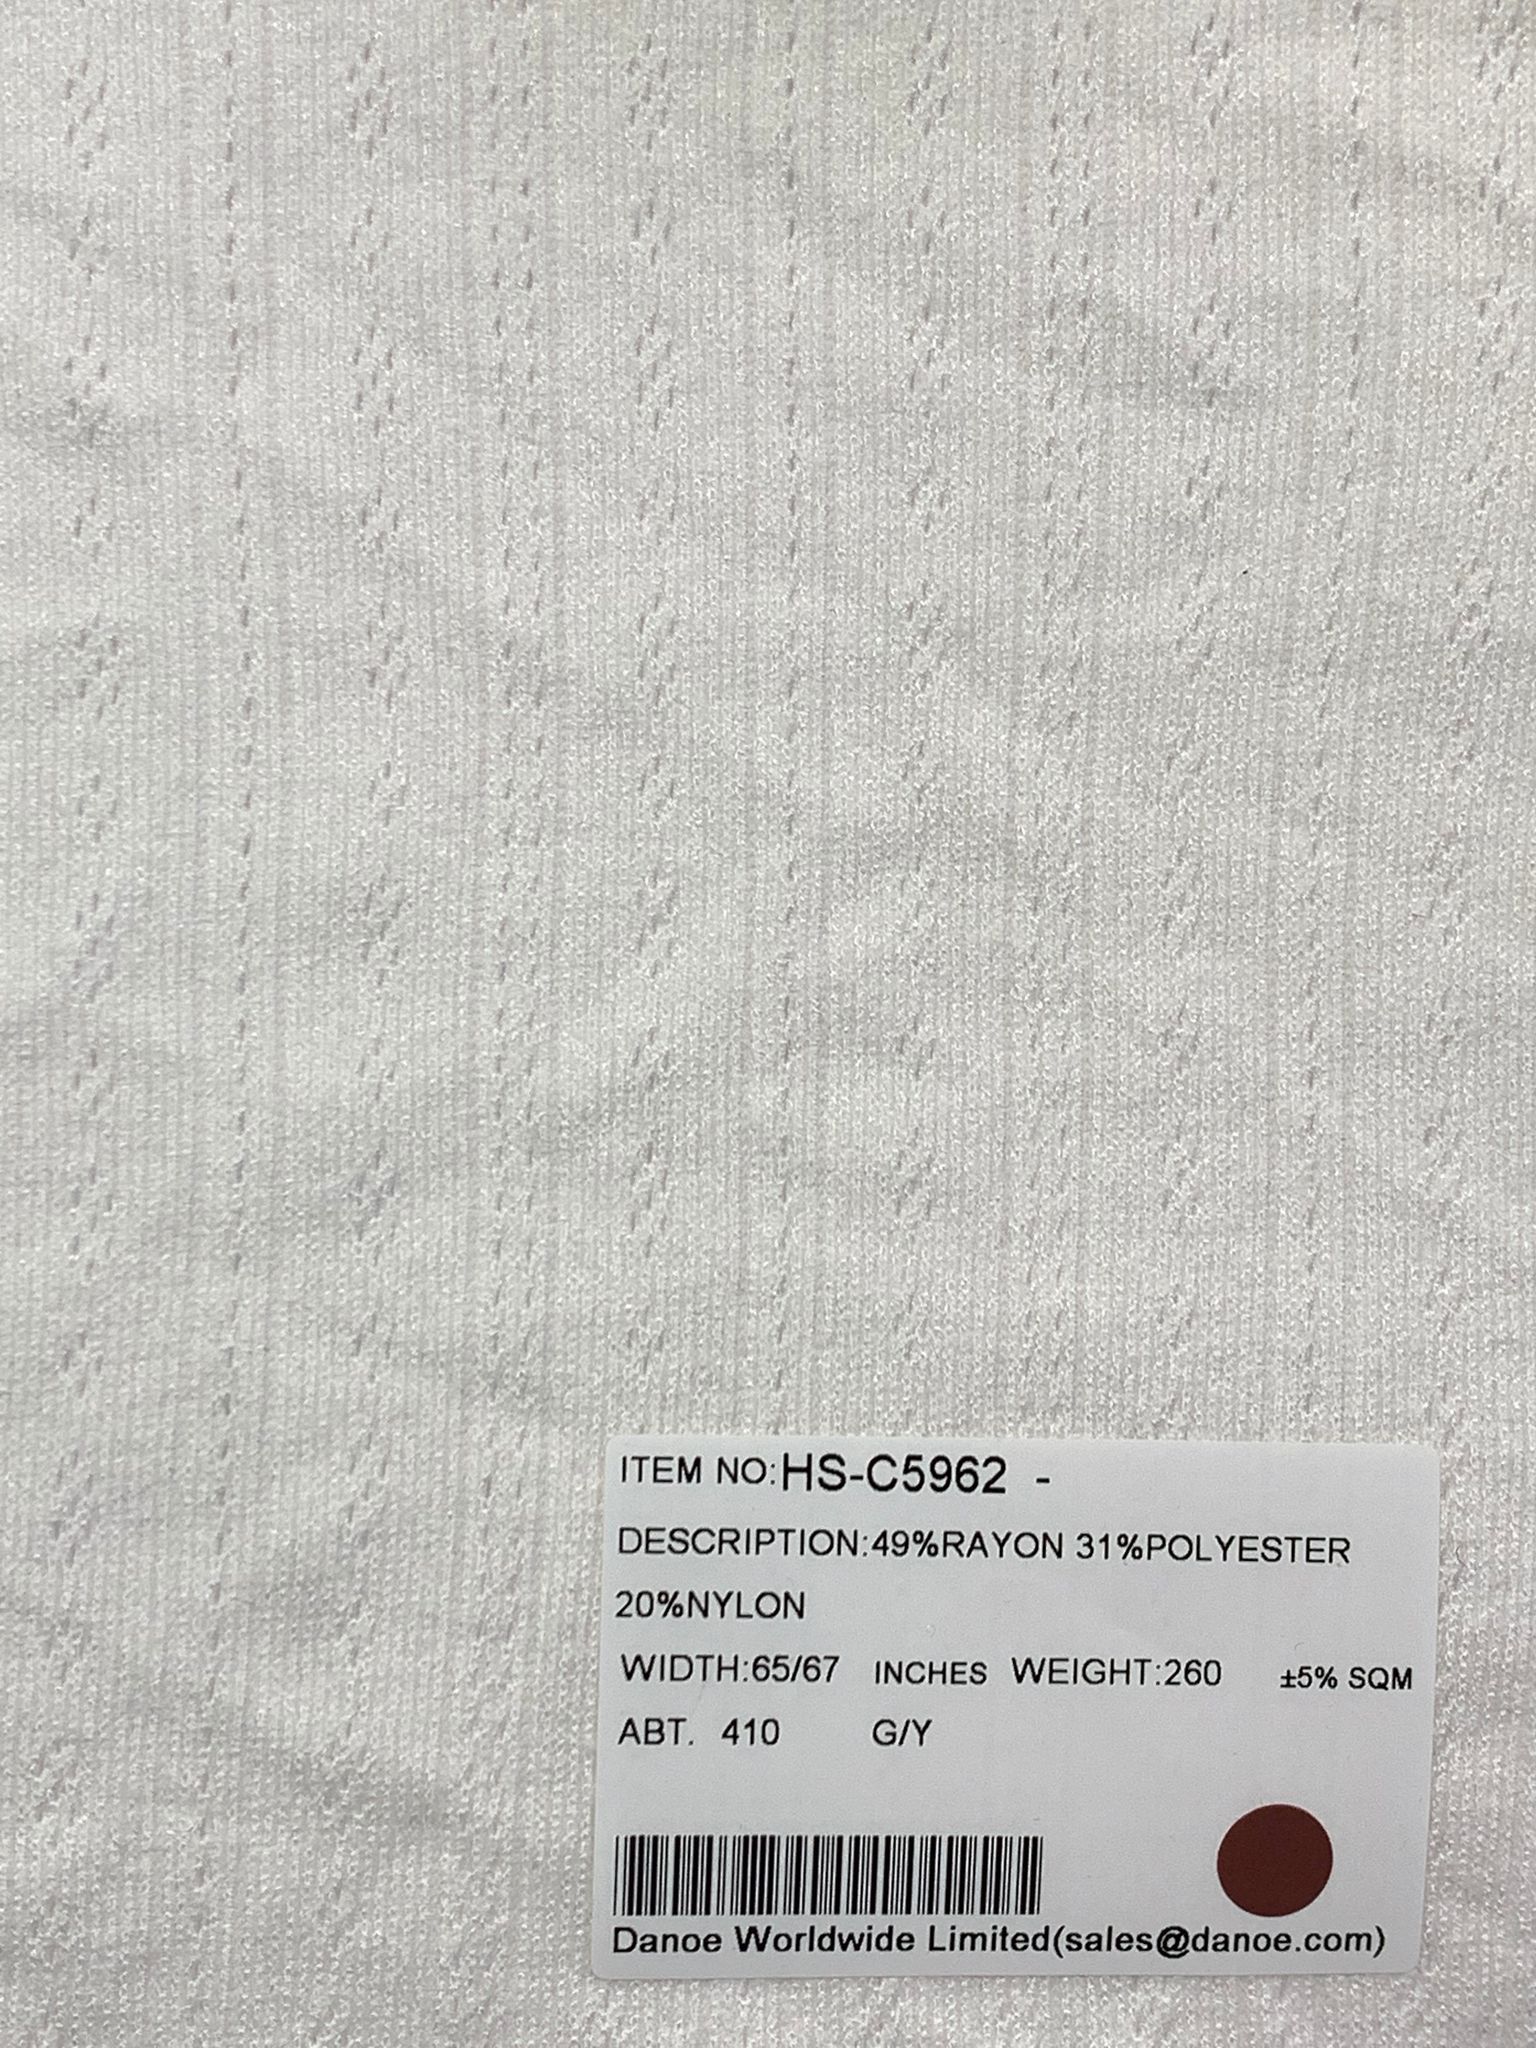 ITEM NO:HS-C5962 -
DESCRIPTION:49%RAYON 31%POLYESTER
20%NYLON
WIDTH:65/67 INCHES WEIGHT:260 ±5% SQM
ABT. 410 G/Y
Danoe Worldwide Limited(sales@danoe.com)